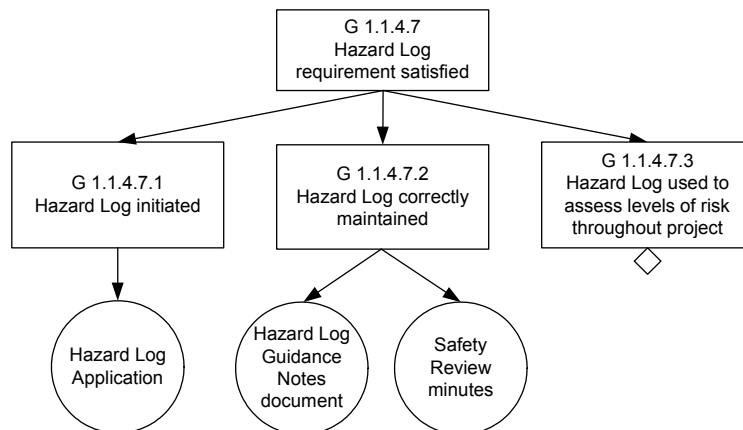 G 1.1.4.7
Hazard Log
requirement satisfied
G 1.1.4.7.1
Hazard Log initiated
G 1.1.4.7.2
Hazard Log correctly
maintained
G 1.1.4.7.3
Hazard Log used to
assess levels of risk
throughout project
Hazard Log
Application
Hazard Log
Guidance
Notes
document
Safety
Review
minutes